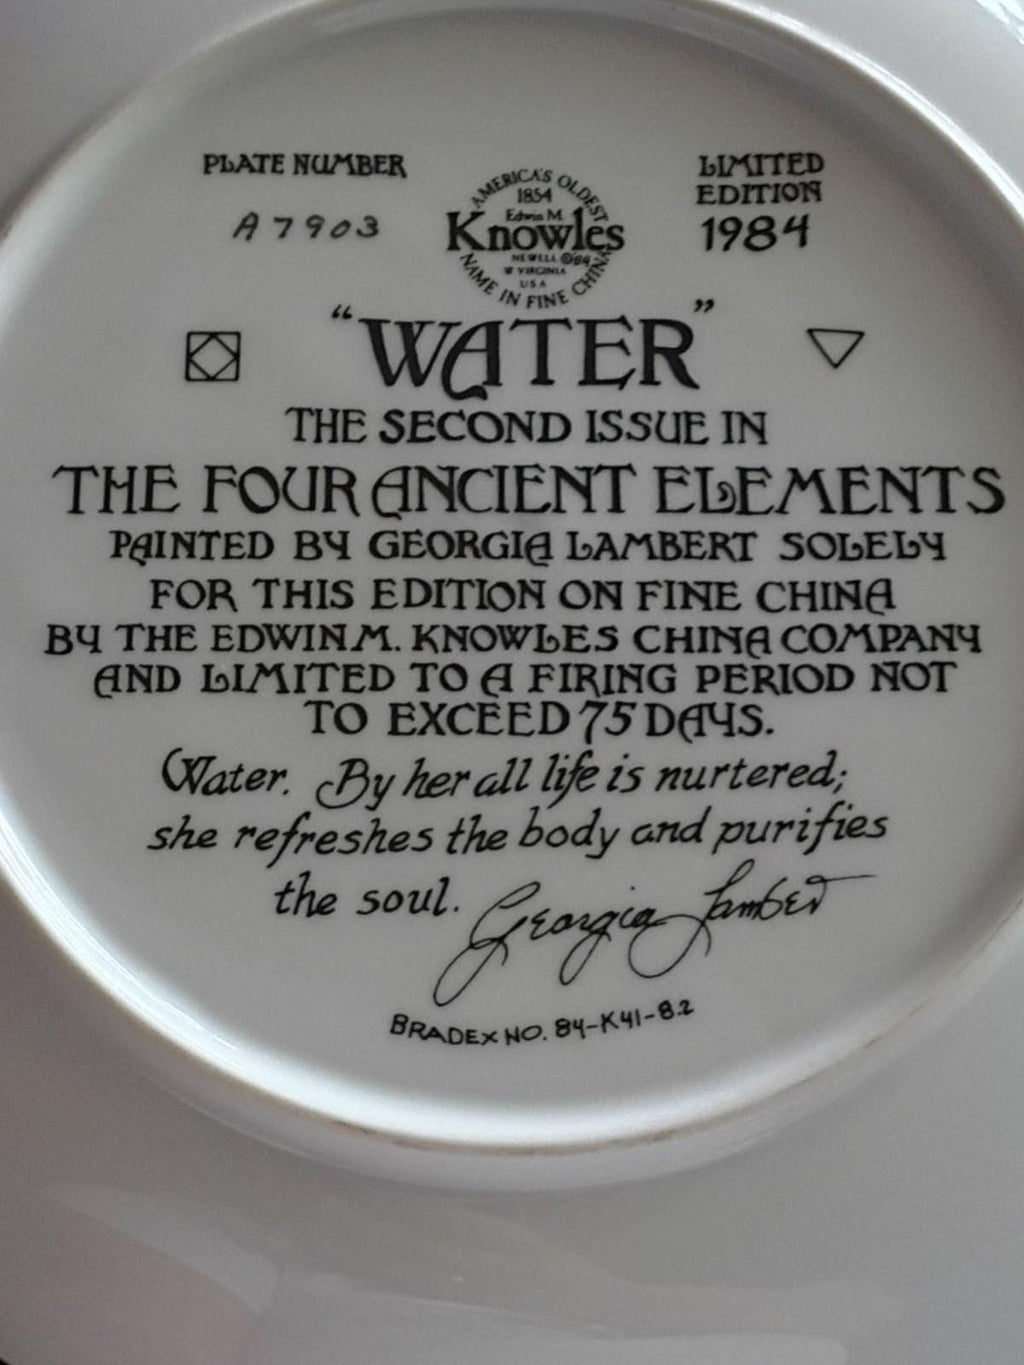 PLATE NUMBER
A7903
AMERICA'S OLDEST
1854
Edwin M.
Knowles
NEWELL ©84
W VIRGINIA
USA
NAME IN FINE CHINA
LIMITED
EDITION
1984
"WATER"
THE SECOND ISSUE IN
THE FOUR ANCIENT ELEMENTS
PAINTED BY GEORGIA LAMBERT SOLELY
FOR THIS EDITION ON FINE CHINA
BY THE EDWIN M. KNOWLES CHINA COMPANY
AND LIMITED TO A FIRING PERIOD NOT
TO EXCEED 75 DAYS.
Water. By her all life is nurtered;
she refreshes the body and purifies
the soul. Georgia Lambert
BRADEX NO. 84-K41-8.2